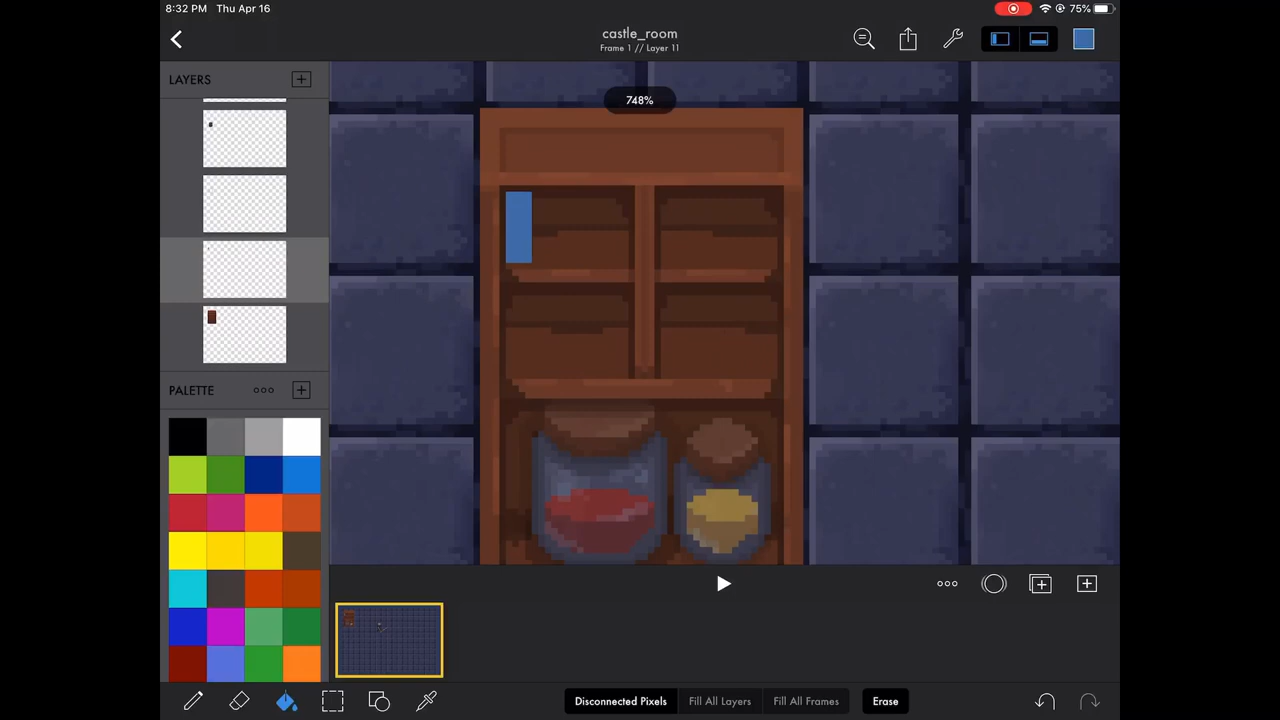 8:32 PM Thu Apr 16
75%
castle_room
Frame 1 // Layer 11
LAYERS
748%
PALETTE
Disconnected Pixels
Fill All Layers
Fill All Frames
Erase